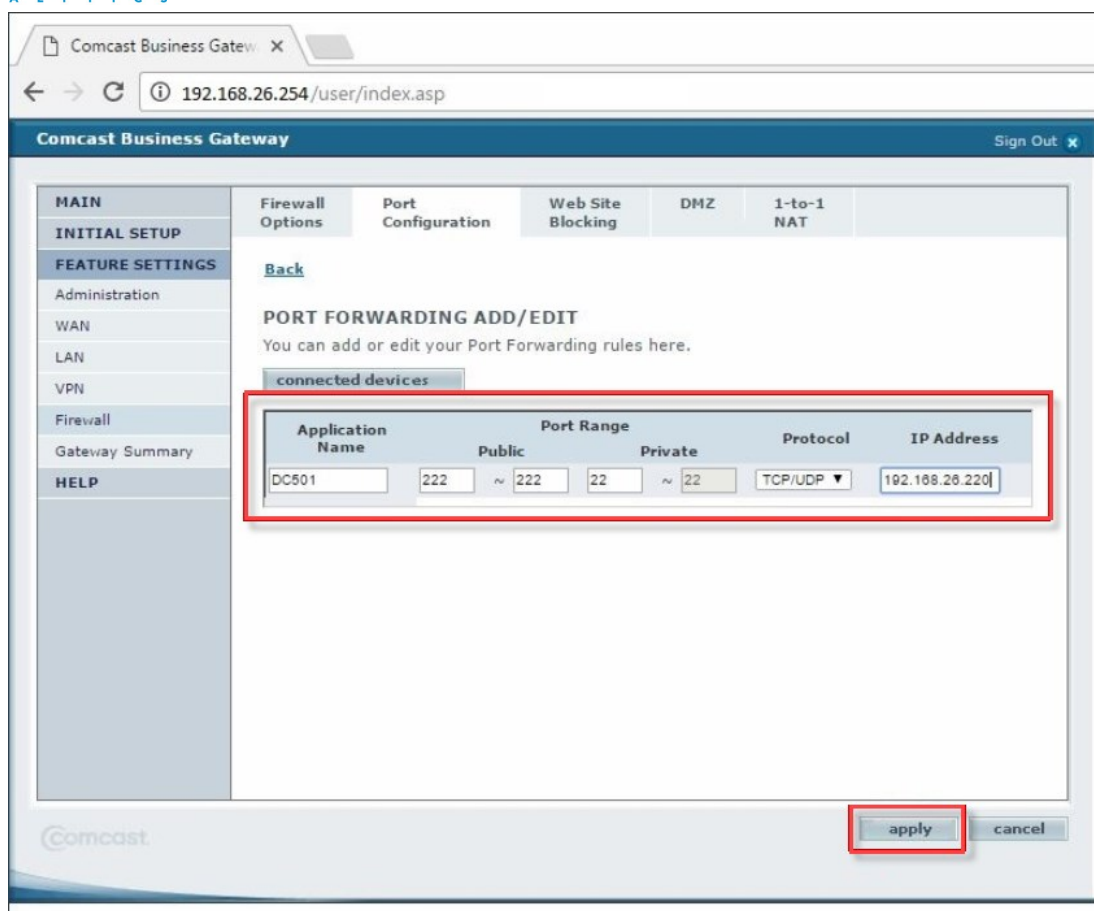 Comcast Business Gatew
192.168.26.254/user/index.asp
Comcast Business Gateway
Sign Out
MAIN
INITIAL SETUP
FEATURE SETTINGS
Administration
WAN
LAN
VPN
Firewall
Gateway Summary
HELP
Firewall Options
Port Configuration
Web Site Blocking
DMZ
1-to-1 NAT
Back
PORT FORWARDING ADD/EDIT
You can add or edit your Port Forwarding rules here.
connected devices
Application Name
Port Range
Public
Private
Protocol
IP Address
DC501 222 ~ 222 22 ~ 22 TCP/UDP 192.168.26.220
Comcast.
apply
cancel